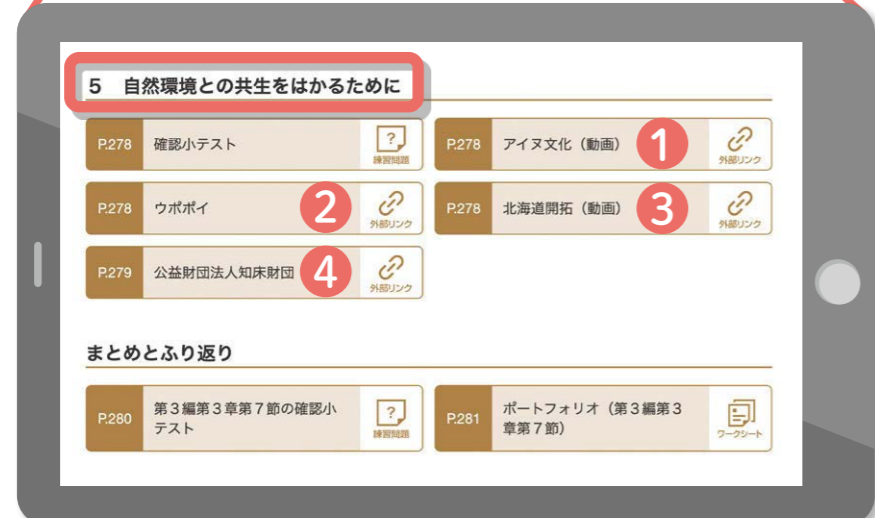 5 自然環境との共生をはかるために
P.278 確認小テスト ? 練習問題
P.278 アイヌ文化（動画） 1 外部リンク
P.278 ウポポイ 2 外部リンク
P.278 北海道開拓（動画） 3 外部リンク
P.279 公益財団法人知床財団 4 外部リンク
まとめとふり返り
P.280 第３編第３章第７節の確認小
テスト ? 練習問題
P.281 ポートフォリオ（第３編第３
章第７節） ワークシート